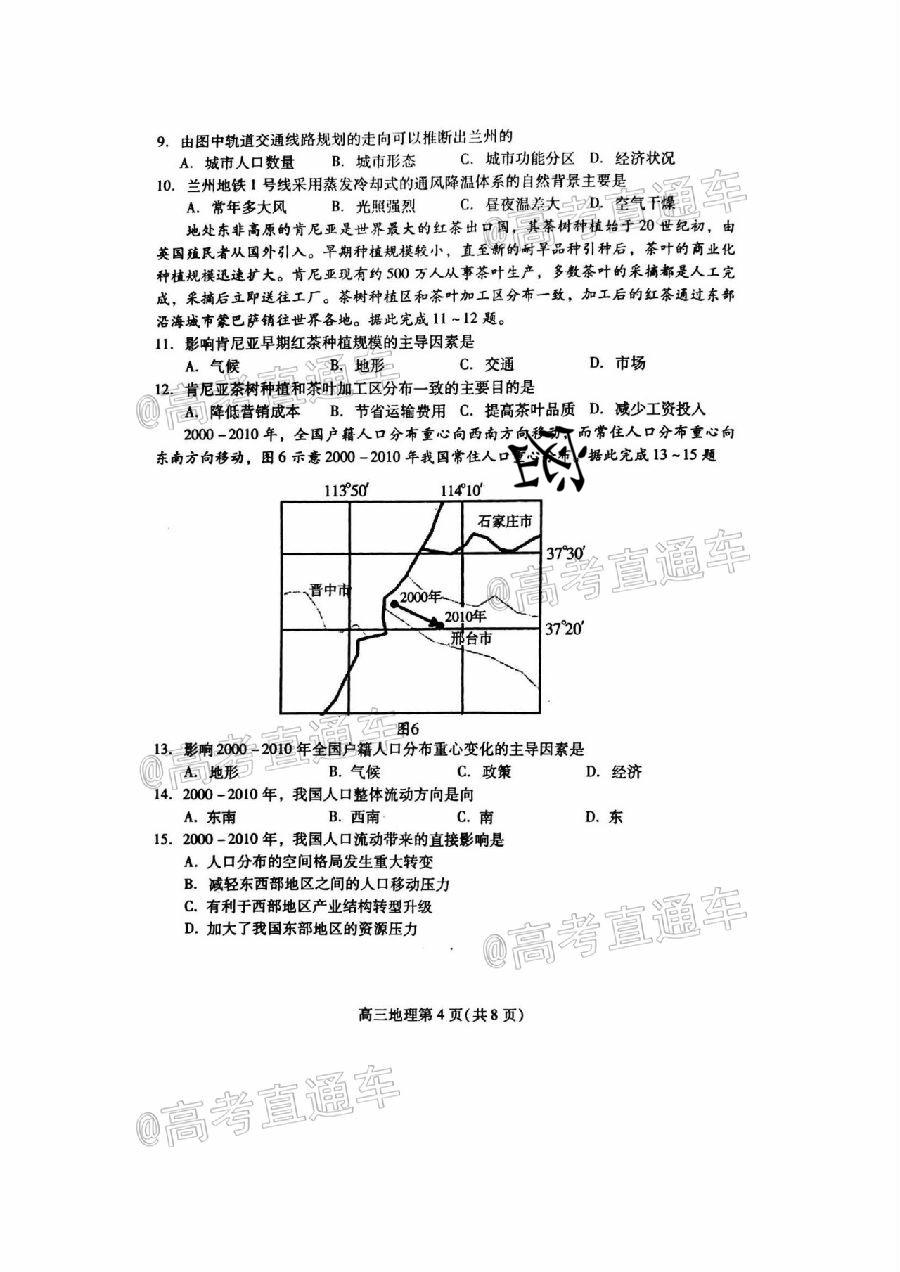 9. 由图中轨道交通线路规划的走向可以推断出兰州的
A. 城市人口数量 B. 城市形态 C. 城市功能分区 D. 经济状况
10. 兰州地铁1号线采用蒸发冷却式的通风降温体系的自然背景主要是
A. 常年多大风 B. 光照强烈 C. 昼夜温差大 D. 空气干燥
地处东非高原的肯尼亚是世界最大的红茶出口国，其茶树种植始于20世纪初，由
英国殖民者从国外引入。早期种植规模较小，直至新的耐旱品种引种后，茶叶的商业化
种植规模迅速扩大。肯尼亚现有约500万人从事茶叶生产，多数茶叶的采摘都是人工完
成，采摘后立即送往工厂。茶树种植区和茶叶加工区分布一致，加工后的红茶通过东部
沿海城市蒙巴萨销往世界各地。据此完成11~12题。
11. 影响肯尼亚早期红茶种植规模的主导因素是
A. 气候 B. 地形 C. 交通 D. 市场
12. 肯尼亚茶树种植和茶叶加工区分布一致的主要目的是
A. 降低营销成本 B. 节省运输费用 C. 提高茶叶品质 D. 减少工资投入
2000-2010年，全国户籍人口分布重心向西南方向移动，而常住人口分布重心向
东南方向移动，图6示意2000-2010年我国常住人口重心分布。据此完成13~15题
113°50′ 114°10′
石家庄市
37°30′
晋中市
2000年
2010年
37°20′
邢台市
图6
13. 影响2000-2010年全国户籍人口分布重心变化的主导因素是
A. 地形 B. 气候 C. 政策 D. 经济
14. 2000-2010年，我国人口整体流动方向是向
A. 东南 B. 西南 C. 南 D. 东
15. 2000-2010年，我国人口流动带来的直接影响是
A. 人口分布的空间格局发生重大转变
B. 减轻东西部地区之间的人口移动压力
C. 有利于西部地区产业结构转型升级
D. 加大了我国东部地区的资源压力
高三地理第4页(共8页)
@高考直通车
@高考直通车
@高考直通车
@高考直通车
@高考直通车
@高考直通车